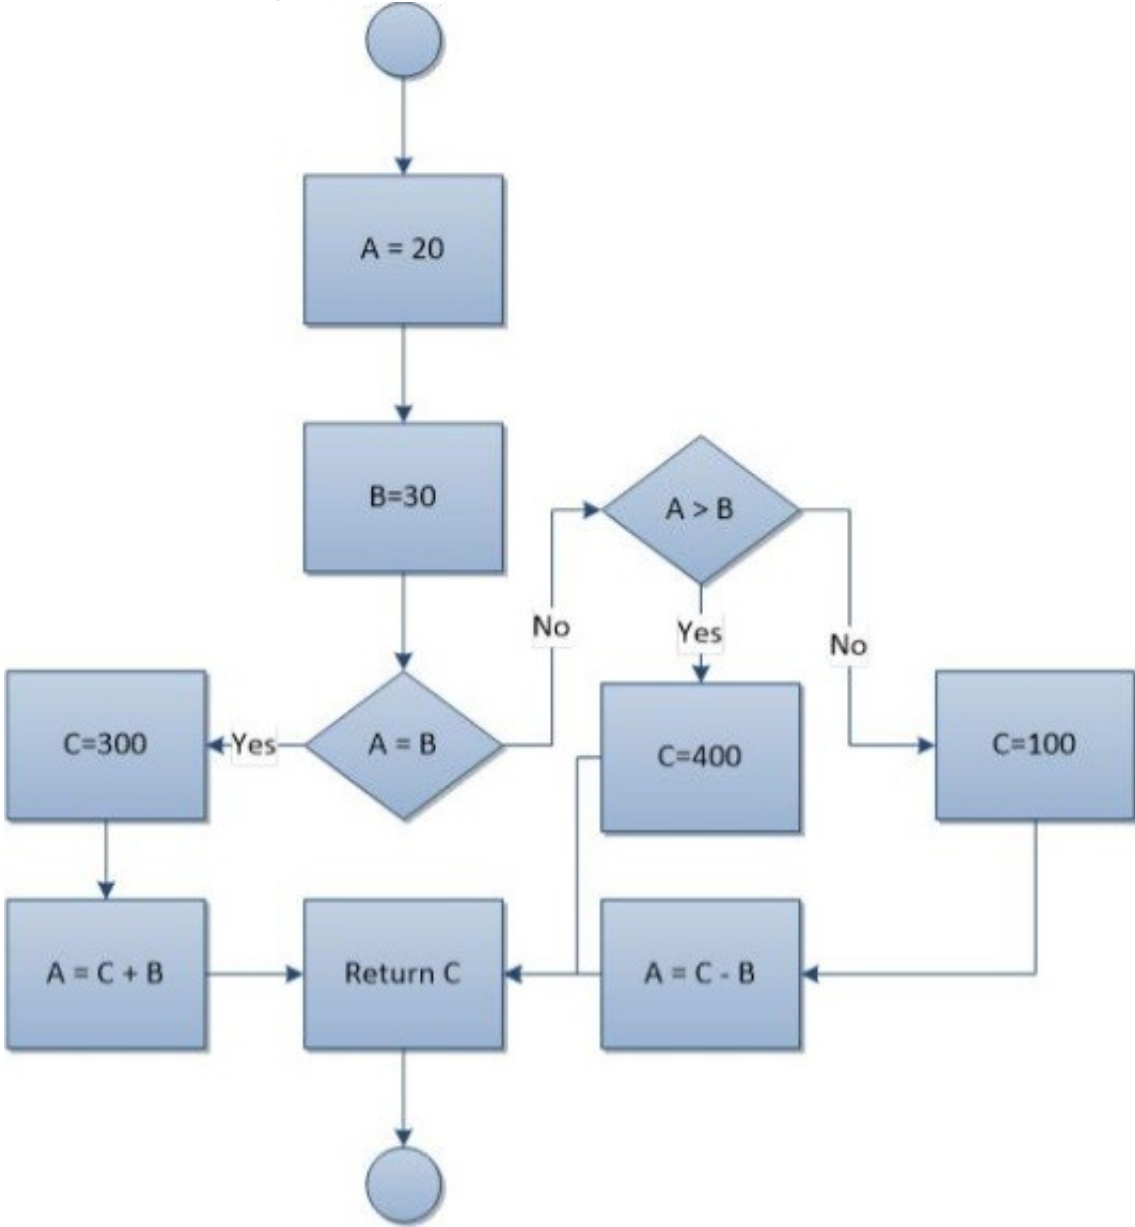 A = 20
B=30
A > B
No
Yes
No
C=300
Yes
A = B
C=400
C=100
A = C + B
Return C
A = C - B